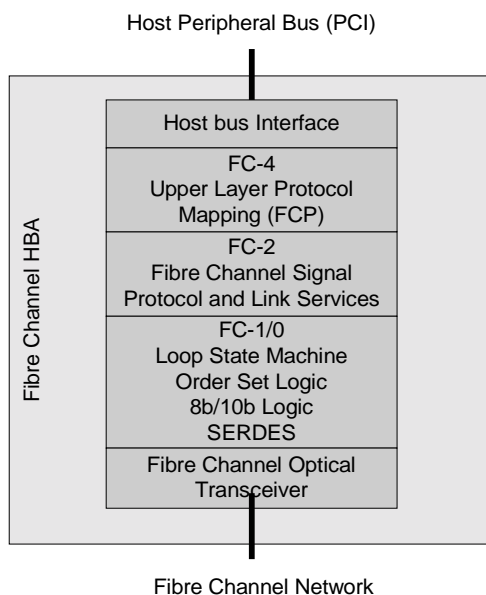 Host Peripheral Bus (PCI)
Fibre Channel HBA
Host bus Interface
FC-4
Upper Layer Protocol
Mapping (FCP)
FC-2
Fibre Channel Signal
Protocol and Link Services
FC-1/0
Loop State Machine
Order Set Logic
8b/10b Logic
SERDES
Fibre Channel Optical
Transceiver
Fibre Channel Network